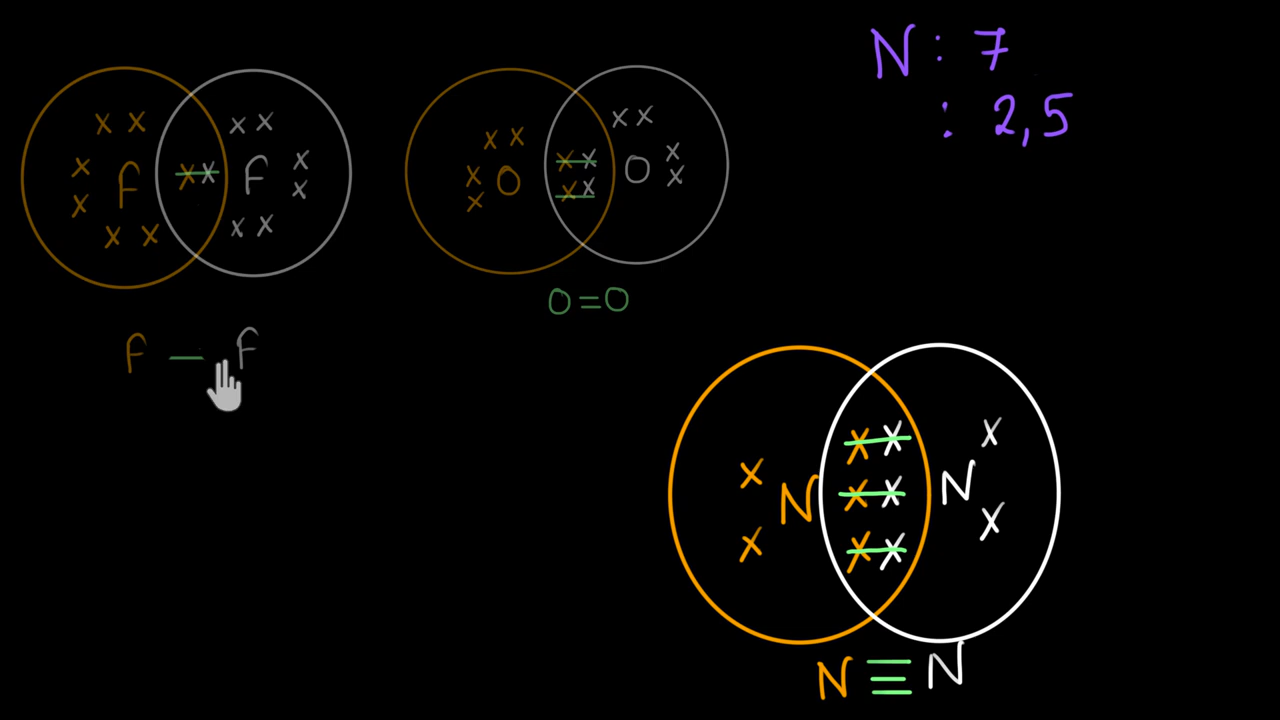 N : 7
: 2,5
F F
O O
F — F
O = O
N N
N ≡ N